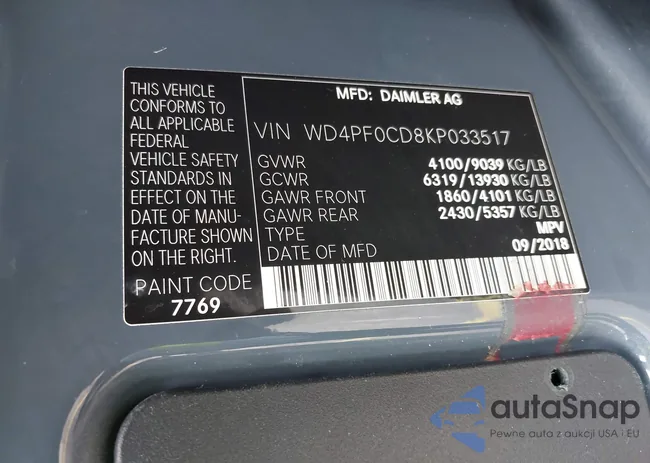 THIS VEHICLE
CONFORMS TO
ALL APPLICABLE
FEDERAL
VEHICLE SAFETY
STANDARDS IN
EFFECT ON THE
DATE OF MANU-
FACTURE SHOWN
ON THE RIGHT.
PAINT CODE
7769
MFD: DAIMLER AG
VIN WD4PF0CD8KP033517
GVWR 4100/9039 KG/LB
GCWR 6319/13930 KG/LB
GAWR FRONT 1860/4101 KG/LB
GAWR REAR 2430/5357 KG/LB
TYPE MPV
DATE OF MFD 09/2018
autaSnap
Pewne auta z aukcji USA i EU